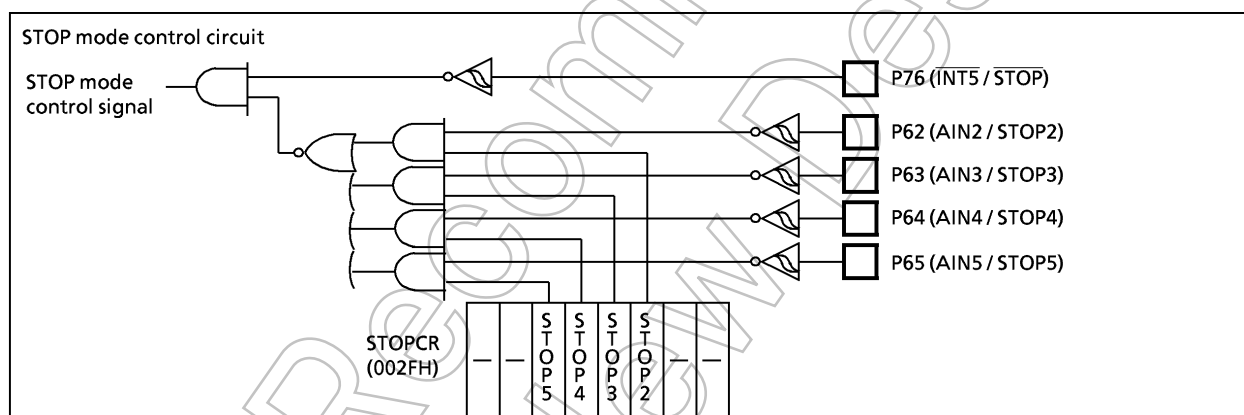 STOP mode control circuit
STOP mode
control signal
P76 (INT5 / STOP)
P62 (AIN2 / STOP2)
P63 (AIN3 / STOP3)
P64 (AIN4 / STOP4)
P65 (AIN5 / STOP5)
STOPCR
(002FH)
— — STOP5 STOP4 STOP3 STOP2 — —